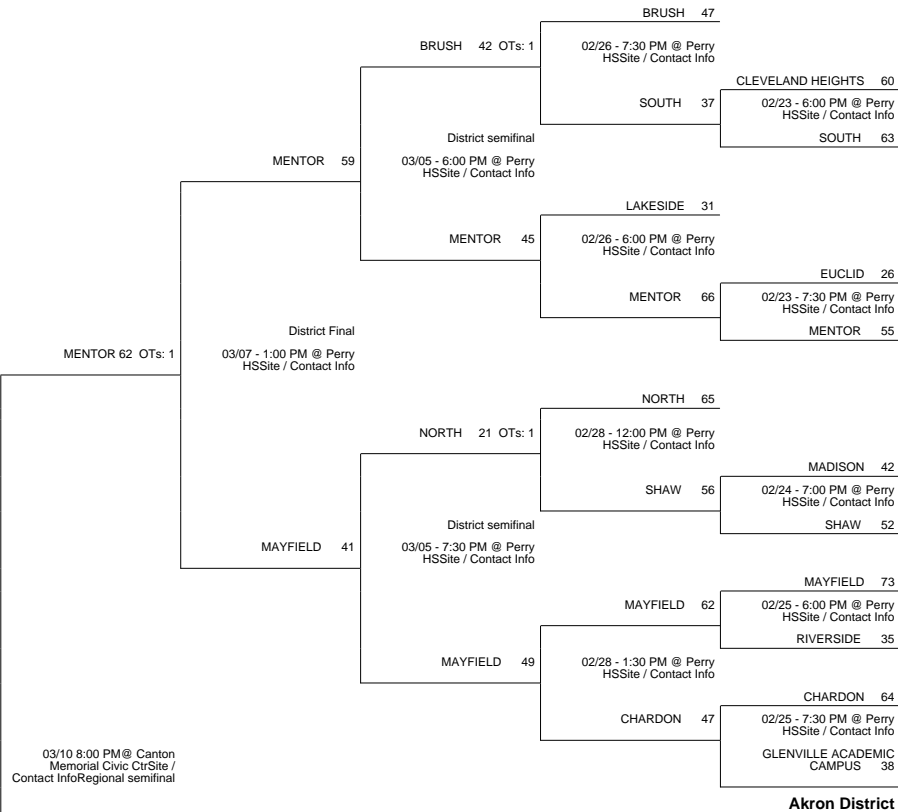 BRUSH 47
BRUSH 42 OTs: 1
02/26 - 7:30 PM @ Perry
HSSite / Contact Info
CLEVELAND HEIGHTS 60
SOUTH 37
02/23 - 6:00 PM @ Perry
HSSite / Contact Info
District semifinal
SOUTH 63
MENTOR 59
03/05 - 6:00 PM @ Perry
HSSite / Contact Info
LAKESIDE 31
MENTOR 45
02/26 - 6:00 PM @ Perry
HSSite / Contact Info
EUCLID 26
MENTOR 66
02/23 - 7:30 PM @ Perry
HSSite / Contact Info
District Final
MENTOR 55
MENTOR 62 OTs: 1
03/07 - 1:00 PM @ Perry
HSSite / Contact Info
NORTH 65
NORTH 21 OTs: 1
02/28 - 12:00 PM @ Perry
HSSite / Contact Info
MADISON 42
SHAW 56
02/24 - 7:00 PM @ Perry
HSSite / Contact Info
District semifinal
SHAW 52
MAYFIELD 41
03/05 - 7:30 PM @ Perry
HSSite / Contact Info
MAYFIELD 73
MAYFIELD 62
02/25 - 6:00 PM @ Perry
HSSite / Contact Info
RIVERSIDE 35
MAYFIELD 49
02/28 - 1:30 PM @ Perry
HSSite / Contact Info
CHARDON 64
CHARDON 47
02/25 - 7:30 PM @ Perry
HSSite / Contact Info
03/10 8:00 PM@ Canton
Memorial Civic CtrSite /
Contact InfoRegional semifinal
GLENVILLE ACADEMIC
CAMPUS 38
Akron District